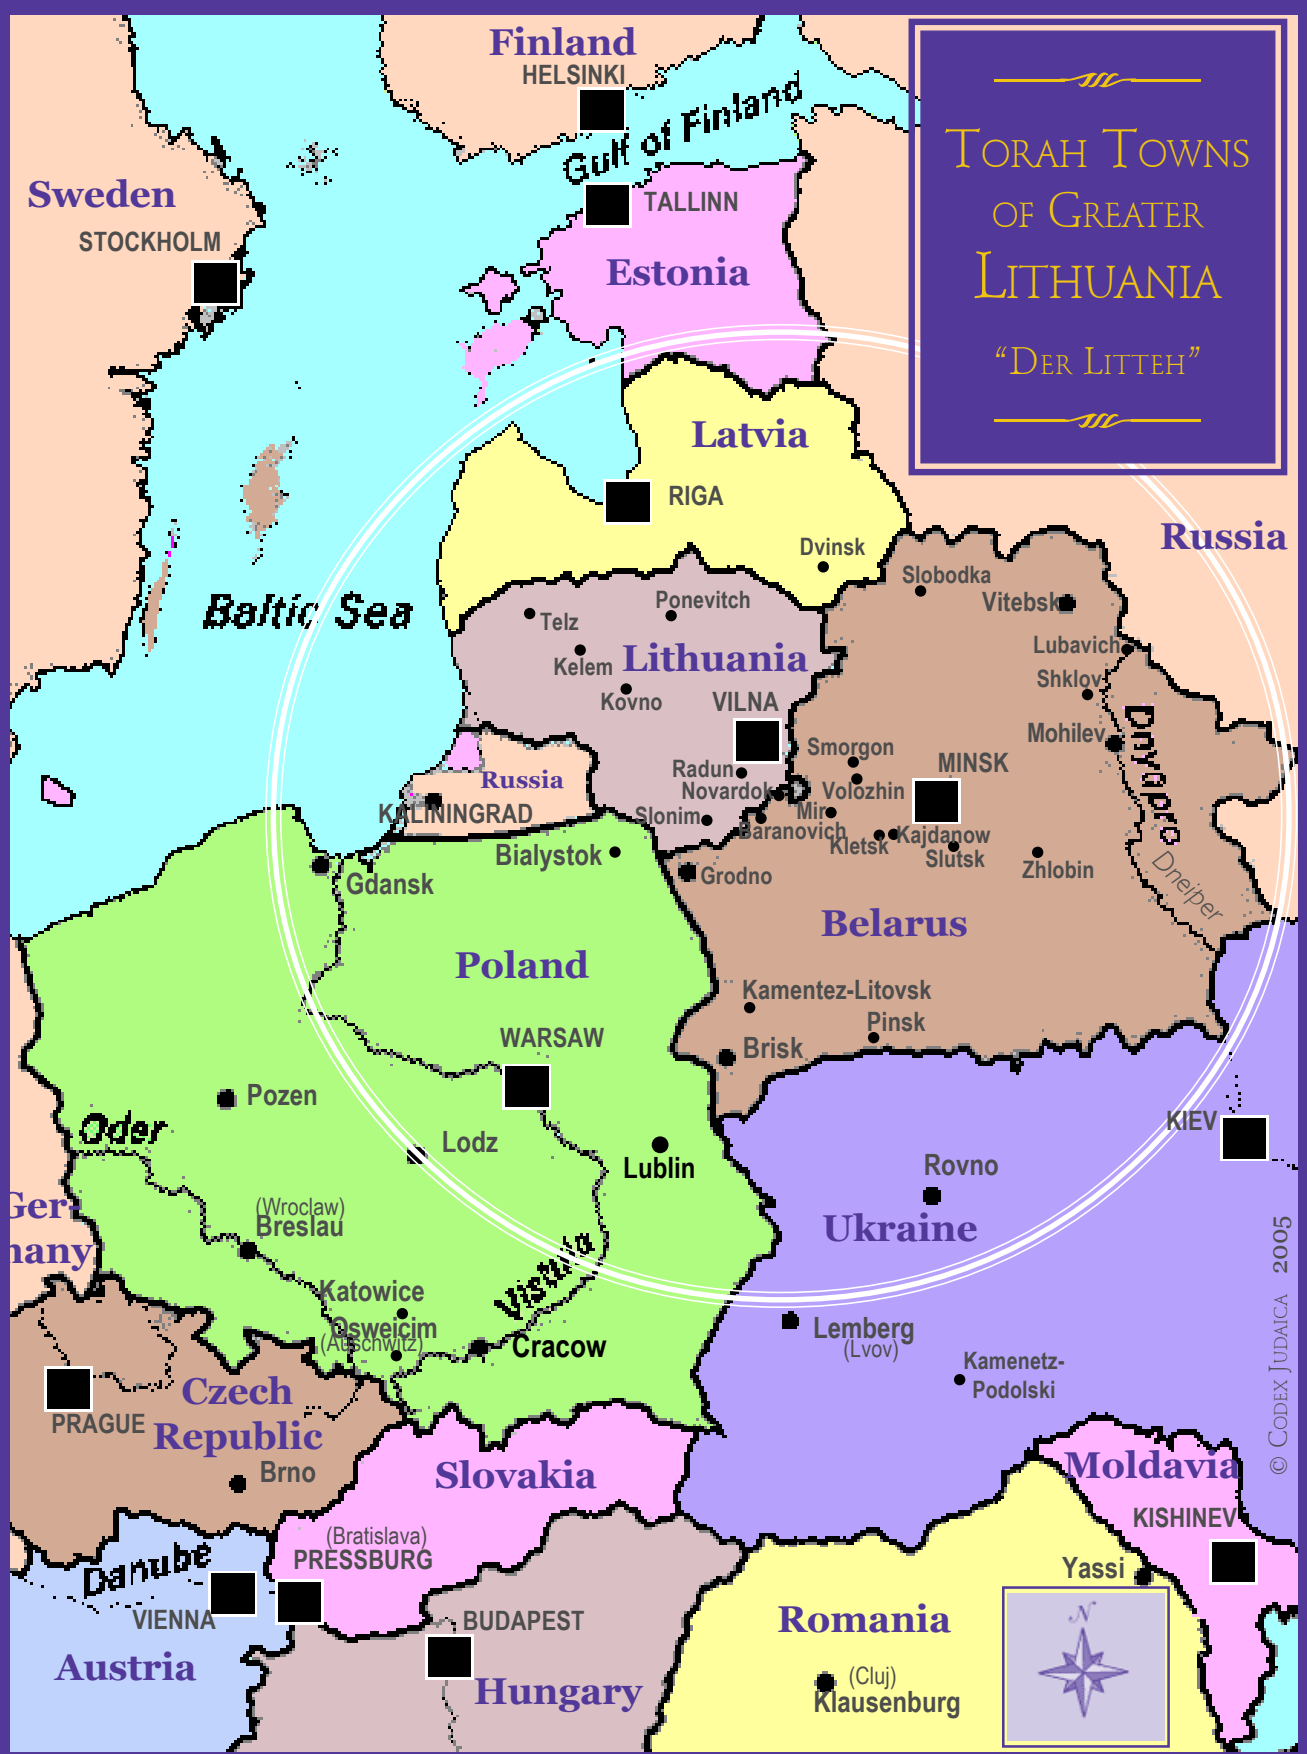 Finland
HELSINKI
Gulf of Finland
TORAH TOWNS
OF GREATER
LITHUANIA
“DER LITTEH”
Sweden
STOCKHOLM
TALLINN
Estonia
Latvia
RIGA
Russia
Dvinsk
Slobodka
Vitebsk
Baltic Sea
Telz
Ponevitch
Lubavich
Kelem
Lithuania
Shklov
Kovno
VILNA
Mohilev
Dnyapro
Smorgon
MINSK
Radun
Russia
Novardok
Volozhin
KALININGRAD
Slonim
Mir
Baranovich
Kajdanow
Kletsk
Slutsk
Bialystok
Zhlobin
Gdansk
Grodno
Dneiper
Belarus
Poland
Kamentez-Litovsk
Pinsk
WARSAW
Brisk
Pozen
KIEV
Oder
Lodz
Lublin
Rovno
Ger-
many
(Wroclaw)
Breslau
Ukraine
Vistula
Katowice
Osweicim
(Auschwitz)
Cracow
Lemberg
(Lvov)
Kamenetz-
Podolski
Czech
Republic
PRAGUE
Brno
Slovakia
Moldavia
© CODEX JUDAICA 2005
KISHINEV
(Bratislava)
PRESSBURG
Danube
VIENNA
Yassi
BUDAPEST
Romania
N
Austria
Hungary
(Cluj)
Klausenburg